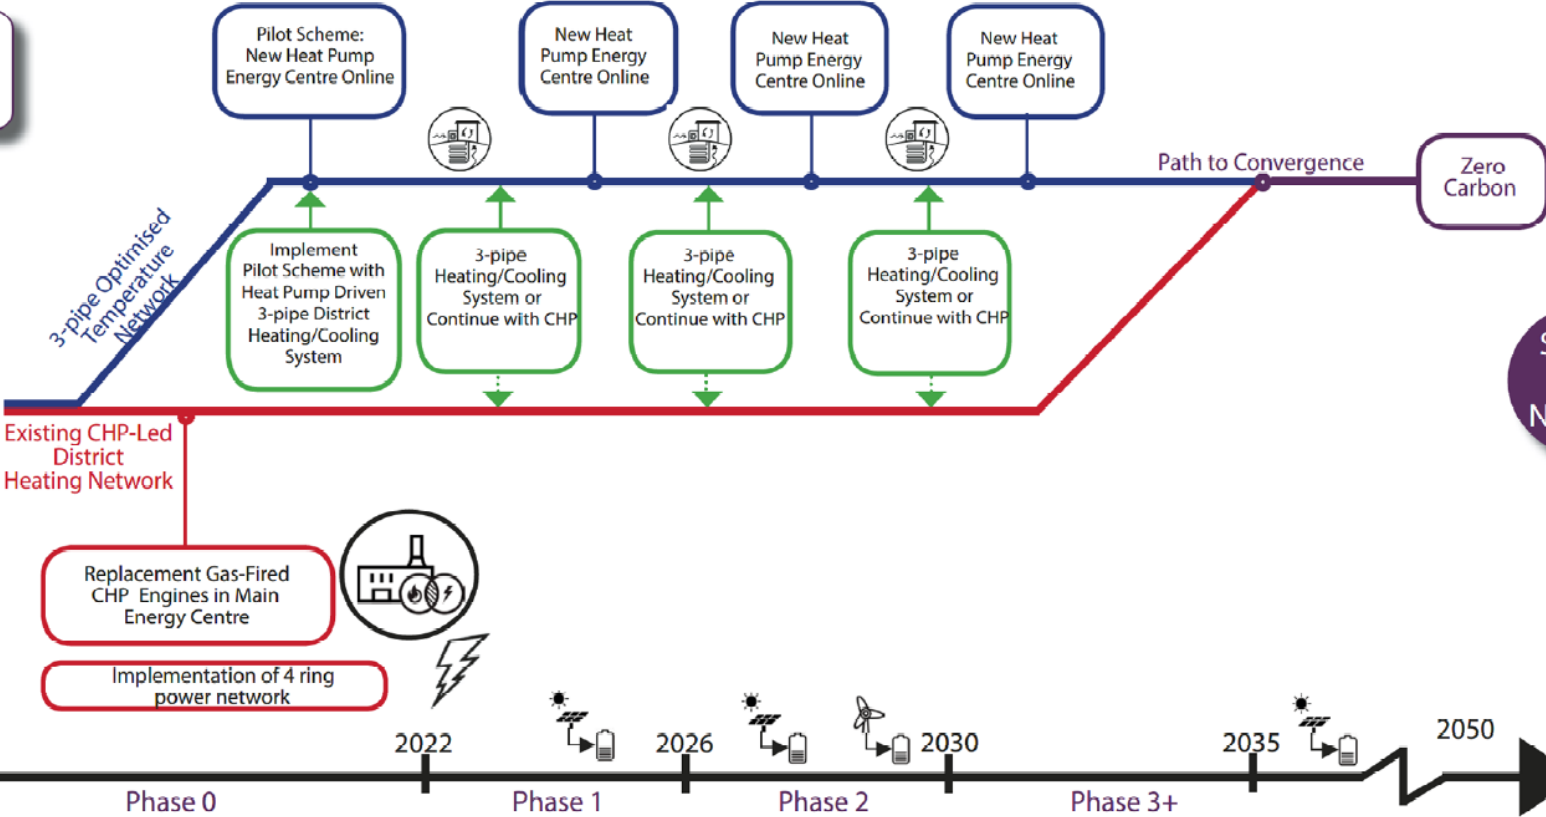 Pilot Scheme:
New Heat Pump
Energy Centre Online
New Heat
Pump Energy
Centre Online
New Heat
Pump Energy
Centre Online
New Heat
Pump Energy
Centre Online
Path to Convergence
Zero
Carbon
3-pipe Optimised
Temperature
Network
Implement
Pilot Scheme with
Heat Pump Driven
3-pipe District
Heating/Cooling
System
3-pipe
Heating/Cooling
System or
Continue with CHP
3-pipe
Heating/Cooling
System or
Continue with CHP
3-pipe
Heating/Cooling
System or
Continue with CHP
Existing CHP-Led
District
Heating Network
Replacement Gas-Fired
CHP Engines in Main
Energy Centre
Implementation of 4 ring
power network
2022
2026
2030
2035
2050
Phase 0
Phase 1
Phase 2
Phase 3+